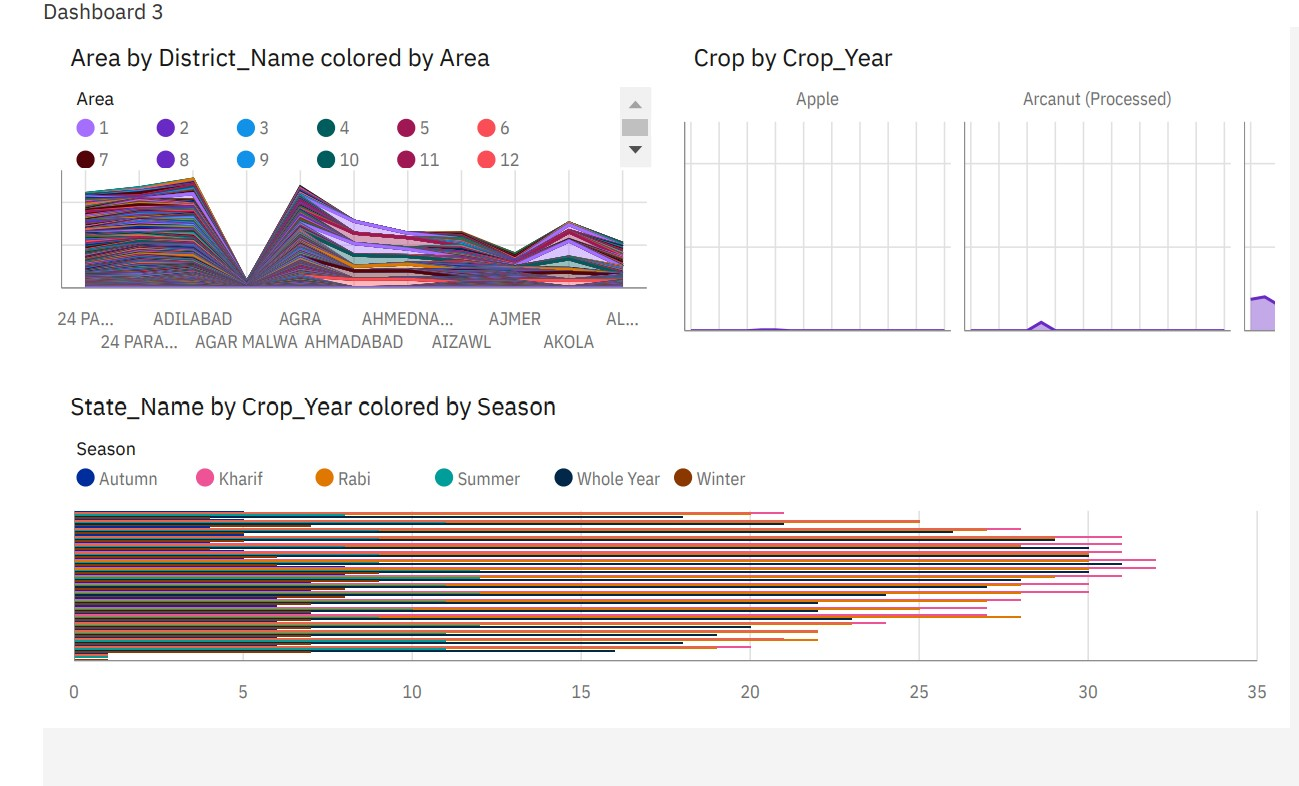 Dashboard 3
Area by District_Name colored by Area
Area
1 2 3 4 5 6
7 8 9 10 11 12
24 PA... ADILABAD AGRA AHMEDNA... AJMER AL...
24 PARA... AGAR MALWA AHMADABAD AIZAWL AKOLA
Crop by Crop_Year
Apple Arcanut (Processed)
State_Name by Crop_Year colored by Season
Season
Autumn Kharif Rabi Summer Whole Year Winter
0 5 10 15 20 25 30 35